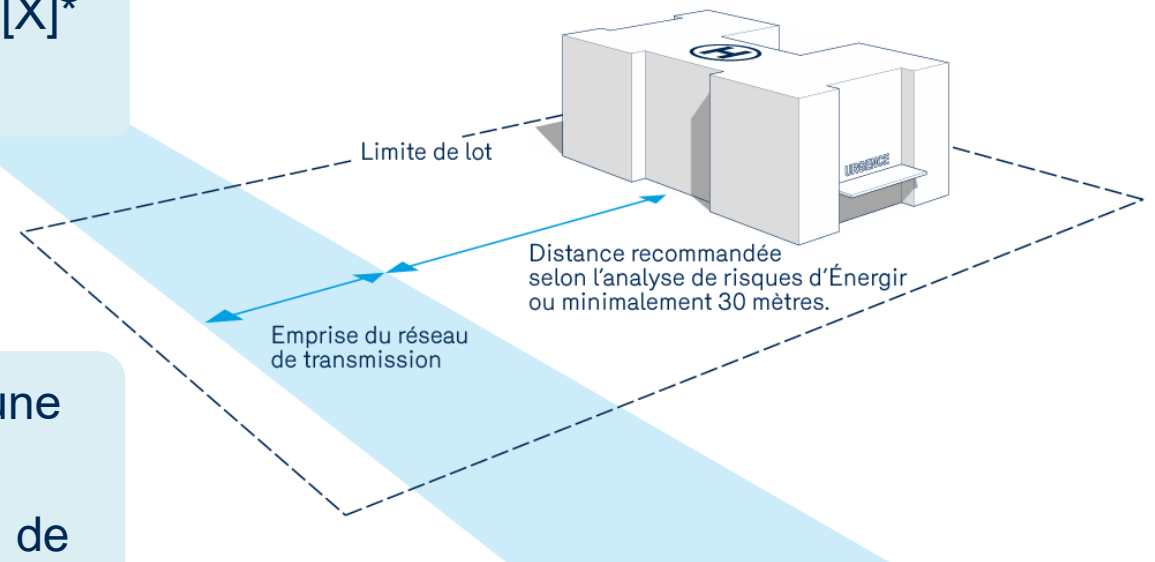 [X]*
H
Limite de lot
URGENCE
Distance recommandée
selon l’analyse de risques d’Énergir
ou minimalement 30 mètres.
Emprise du réseau
de transmission
une
de